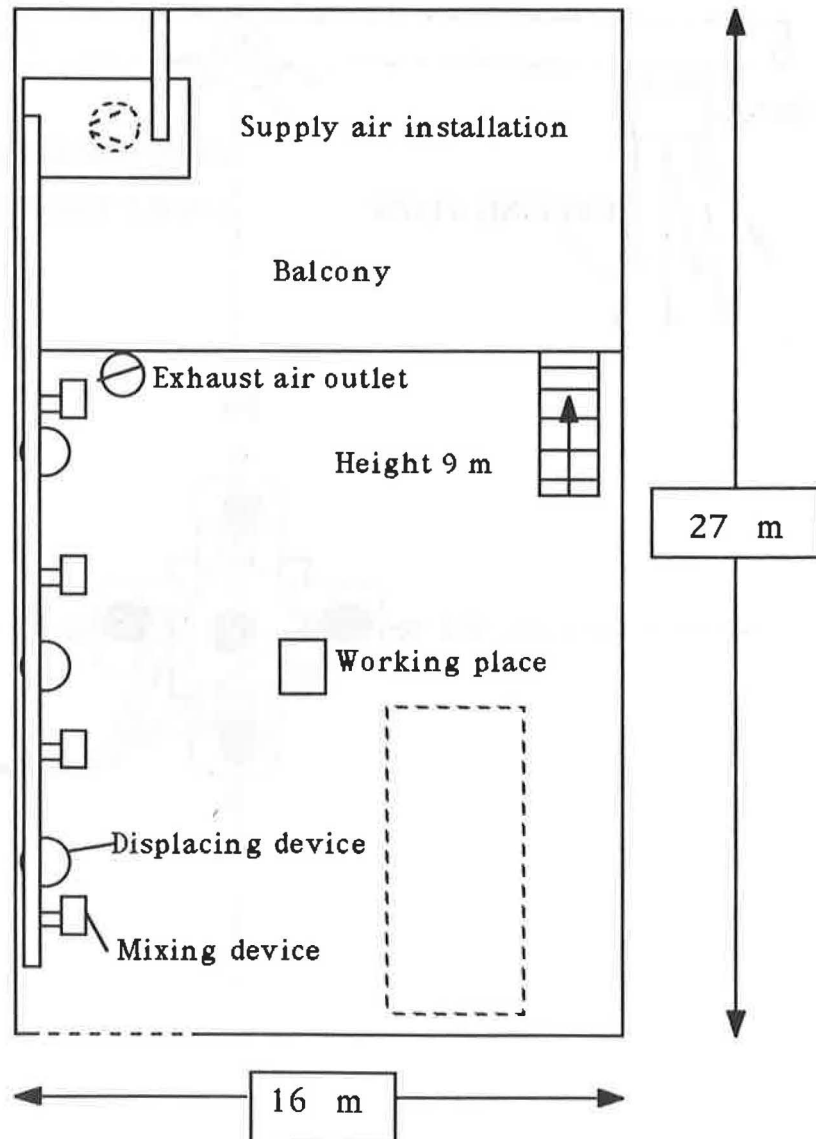 Supply air installation
Balcony
Exhaust air outlet
Height 9 m
27 m
Working place
Displacing device
Mixing device
16 m